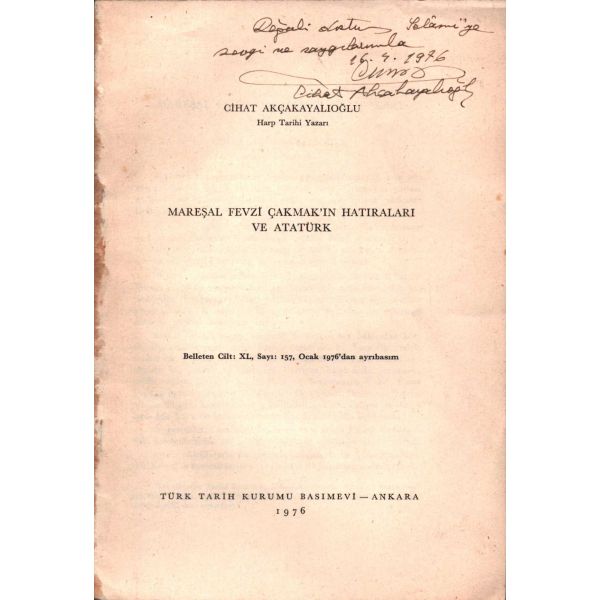 Değerli dostum Selâmi'ye
sevgi ve saygılarımla
16.4.1976
Cihat Akçakayalıoğlu
CİHAT AKÇAKAYALIOĞLU
Harp Tarihi Yazarı
MAREŞAL FEVZİ ÇAKMAK'IN HATIRALARI
VE ATATÜRK
Belleten Cilt: XL, Sayı: 157, Ocak 1976'dan ayrıbasım
TÜRK TARİH KURUMU BASIMEVİ — ANKARA
1976